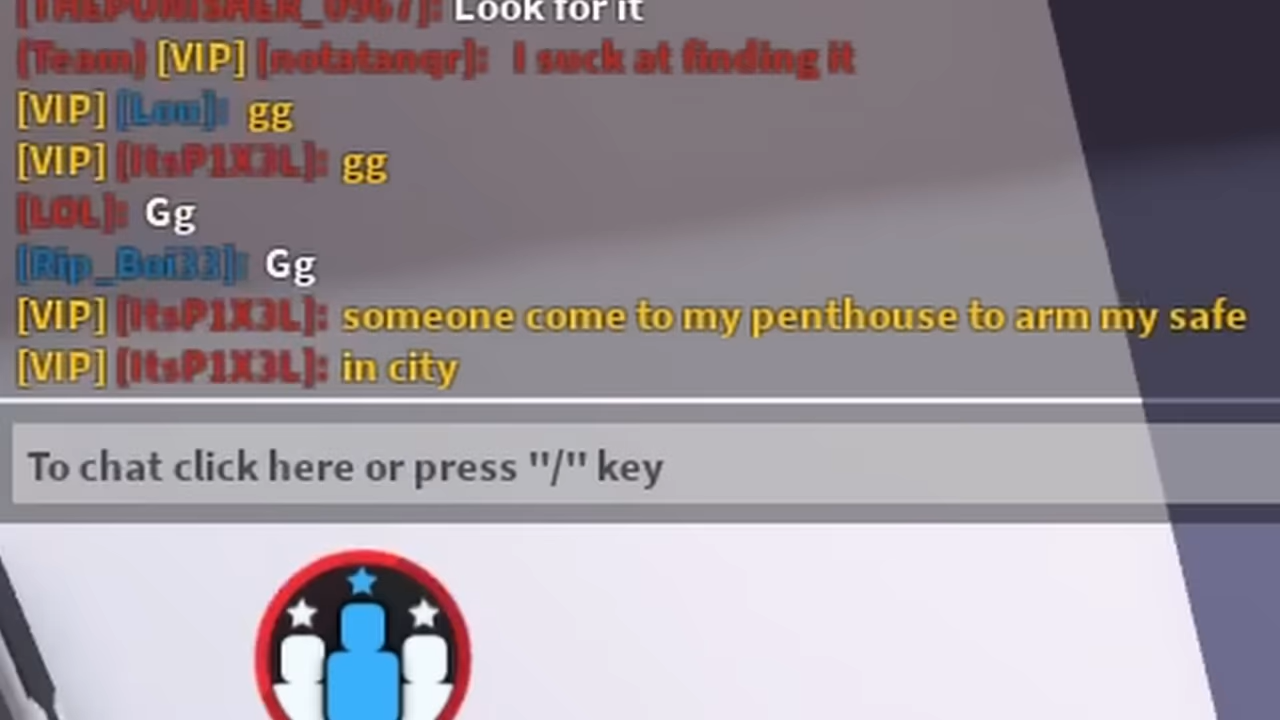 [THEPUNISHER_0967]: Look for it
(Team) [VIP] [notatanqr]: I suck at finding it
[VIP] [Lou]: gg
[VIP] [ItsP1X3L]: gg
[LOL]: Gg
[Rip_Boi33]: Gg
[VIP] [ItsP1X3L]: someone come to my penthouse to arm my safe
[VIP] [ItsP1X3L]: in city
To chat click here or press "/" key